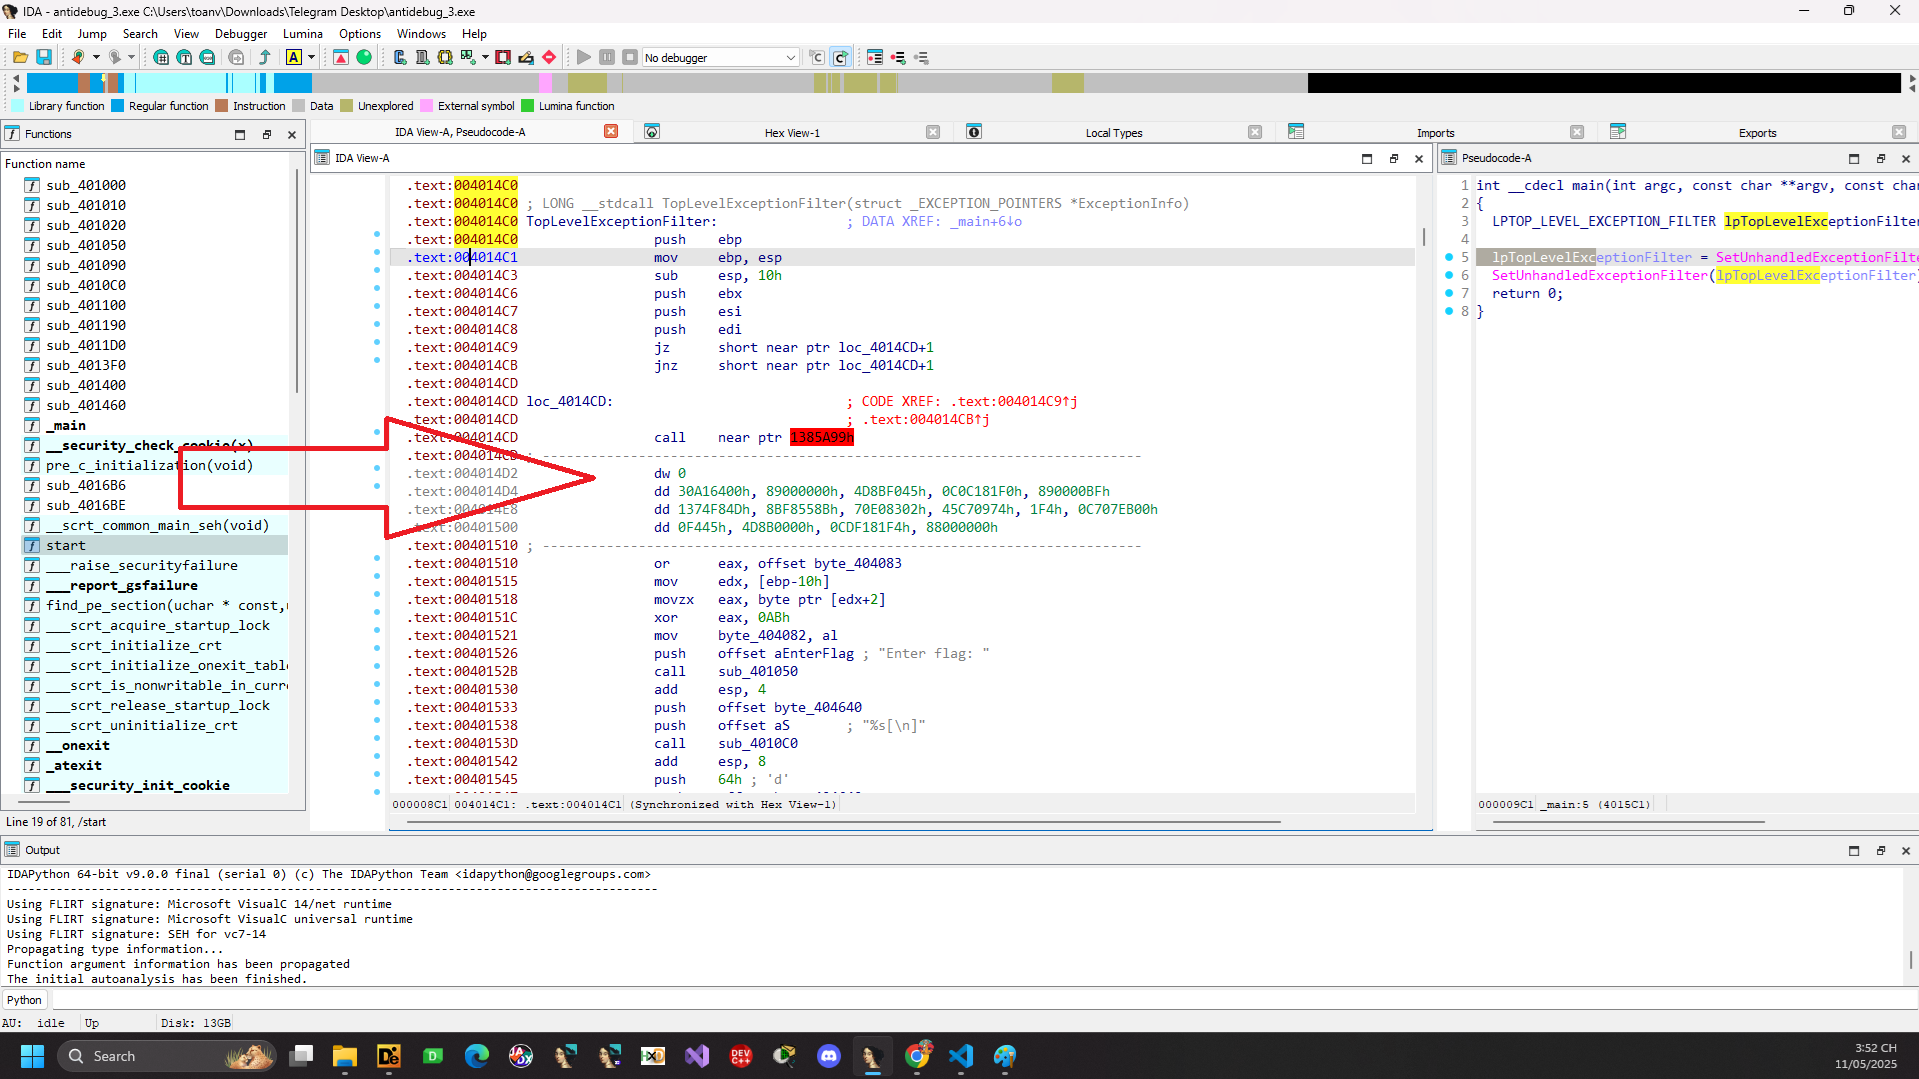 IDA - antidebug_3.exe C:\Users\toanv\Downloads\Telegram Desktop\antidebug_3.exe
File Edit Jump Search View Debugger Lumina Options Windows Help
No debugger
Library function Regular function Instruction Data Unexplored External symbol Lumina function
Functions
IDA View-A, Pseudocode-A
Hex View-1
Local Types
Imports
Exports
Function name
sub_401000
sub_401010
sub_401020
sub_401050
sub_401090
sub_4010C0
sub_401100
sub_401190
sub_4011D0
sub_4013F0
sub_401400
sub_401460
_main
__security_check_cookie(x)
pre_c_initialization(void)
sub_4016B6
sub_4016BE
__scrt_common_main_seh(void)
start
___raise_securityfailure
___report_gsfailure
find_pe_section(uchar * const,
___scrt_acquire_startup_lock
___scrt_initialize_crt
___scrt_initialize_onexit_table
___scrt_is_nonwritable_in_curre
___scrt_release_startup_lock
___scrt_uninitialize_crt
__onexit
_atexit
___security_init_cookie
Line 19 of 81, /start
IDA View-A
.text:004014C0
.text:004014C0 ; LONG __stdcall TopLevelExceptionFilter(struct _EXCEPTION_POINTERS *ExceptionInfo)
.text:004014C0 TopLevelExceptionFilter: ; DATA XREF: _main+6↓o
.text:004014C0 push ebp
.text:004014C1 mov ebp, esp
.text:004014C3 sub esp, 10h
.text:004014C6 push ebx
.text:004014C7 push esi
.text:004014C8 push edi
.text:004014C9 jz short near ptr loc_4014CD+1
.text:004014CB jnz short near ptr loc_4014CD+1
.text:004014CD
.text:004014CD loc_4014CD: ; CODE XREF: .text:004014C9↑j
.text:004014CD ; .text:004014CB↑j
.text:004014CD call near ptr 1385A99h
.text:004014CD ; ---------------------------------------------------------------------------
.text:004014D2 dw 0
.text:004014D4 dd 30A16400h, 89000000h, 4D8BF045h, 0C0C181F0h, 890000BFh
.text:004014E8 dd 1374F84Dh, 8BF8558Bh, 70E08302h, 45C70974h, 1F4h, 0C707EB00h
.text:00401500 dd 0F445h, 4D8B0000h, 0CDF181F4h, 88000000h
.text:00401510 ; ---------------------------------------------------------------------------
.text:00401510 or eax, offset byte_404083
.text:00401515 mov edx, [ebp-10h]
.text:00401518 movzx eax, byte ptr [edx+2]
.text:0040151C xor eax, 0ABh
.text:00401521 mov byte_404082, al
.text:00401526 push offset aEnterFlag ; "Enter flag: "
.text:0040152B call sub_401050
.text:00401530 add esp, 4
.text:00401533 push offset byte_404640
.text:00401538 push offset aS ; "%s[\n]"
.text:0040153D call sub_4010C0
.text:00401542 add esp, 8
.text:00401545 push 64h ; 'd'
000008C1 004014C1: .text:004014C1 (Synchronized with Hex View-1)
Pseudocode-A
1 int __cdecl main(int argc, const char **argv, const char
2 {
3 LPTOP_LEVEL_EXCEPTION_FILTER lpTopLevelExceptionFilter
4
5 lpTopLevelExceptionFilter = SetUnhandledExceptionFilte
6 SetUnhandledExceptionFilter(lpTopLevelExceptionFilter)
7 return 0;
8 }
000009C1 _main:5 (4015C1)
Output
IDAPython 64-bit v9.0.0 final (serial 0) (c) The IDAPython Team <idapython@googlegroups.com>
Using FLIRT signature: Microsoft VisualC 14/net runtime
Using FLIRT signature: Microsoft VisualC universal runtime
Using FLIRT signature: SEH for vc7-14
Propagating type information...
Function argument information has been propagated
The initial autoanalysis has been finished.
Python
AU: idle Up Disk: 13GB
Search
3:52 CH
11/05/2025